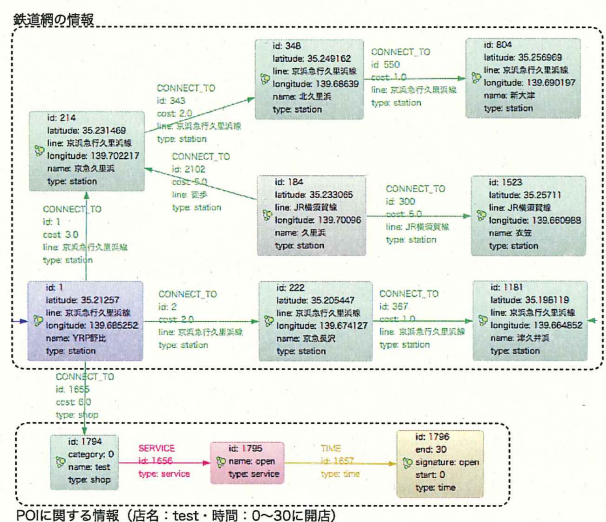 鉄道網の情報
id: 348
latitude: 35.249162
line: 京浜急行久里浜線
longitude: 139.68639
name: 北久里浜
type: station
CONNECT_TO
id: 550
cost: 1.0
line: 京浜急行久里浜線
type: station
id: 804
latitude: 35.256969
line: 京浜急行久里浜線
longitude: 139.690197
name: 新大津
type: station
CONNECT_TO
id: 343
cost: 2.0
line: 京浜急行久里浜線
type: station
id: 214
latitude: 35.231469
line: 京浜急行久里浜線
longitude: 139.702217
name: 京急久里浜
type: station
CONNECT_TO
id: 2102
cost: 5.0
line: 徒歩
type: station
id: 184
latitude: 35.233065
line: JR横須賀線
longitude: 139.70096
name: 久里浜
type: station
CONNECT_TO
id: 300
cost: 5.0
line: JR横須賀線
type: station
id: 1523
latitude: 35.25711
line: JR横須賀線
longitude: 139.660988
name: 衣笠
type: station
CONNECT_TO
id: 1
cost: 3.0
line: 京浜急行久里浜線
type: station
id: 1
latitude: 35.21257
line: 京浜急行久里浜線
longitude: 139.685252
name: YRP野比
type: station
CONNECT_TO
id: 2
cost: 2.0
line: 京浜急行久里浜線
type: station
id: 222
latitude: 35.205447
line: 京浜急行久里浜線
longitude: 139.674127
name: 京急長沢
type: station
CONNECT_TO
id: 367
cost: 1.0
line: 京浜急行久里浜線
type: station
id: 1181
latitude: 35.198119
line: 京浜急行久里浜線
longitude: 139.664852
name: 津久井浜
type: station
CONNECT_TO
id: 1655
cost: 6.0
type: shop
id: 1794
category: 0
name: test
type: shop
SERVICE
id: 1656
type: service
id: 1795
name: open
type: service
TIME
id: 1657
type: time
id: 1796
end: 30
signature: open
start: 0
type: time
POIに関する情報（店名：test・時間：0〜30に開店）